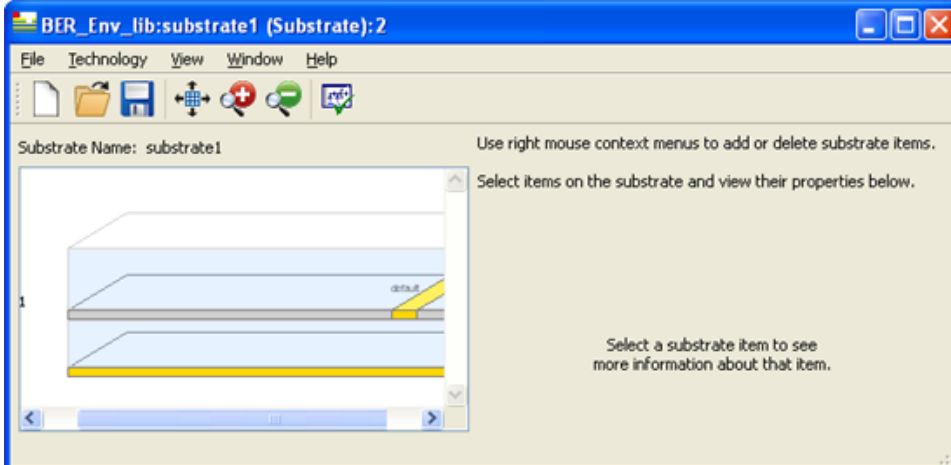 BER_Env_lib:substrate1 (Substrate):2
File Technology View Window Help
Substrate Name: substrate1
Use right mouse context menus to add or delete substrate items.
Select items on the substrate and view their properties below.
default
1
Select a substrate item to see
more information about that item.